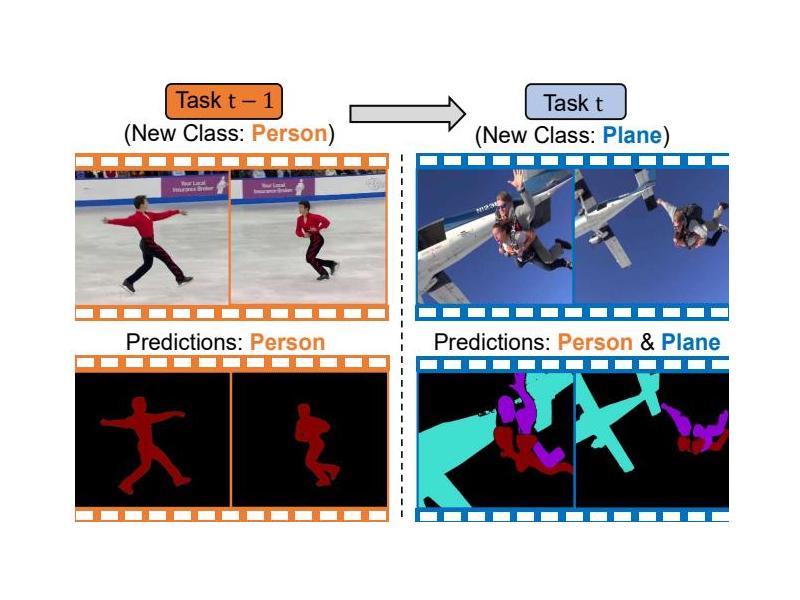 Task t − 1
Task t
(New Class: Person)
(New Class: Plane)
Your Local
Insurance Broker
Your Local
Insurance Broker
Predictions: Person
Predictions: Person & Plane